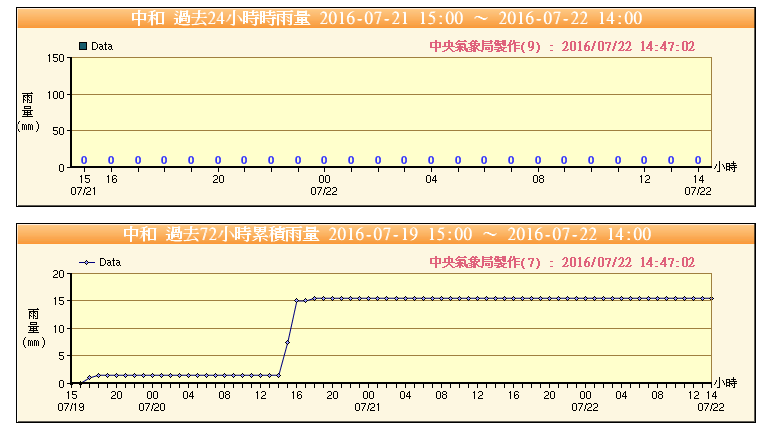 中和 過去24小時時雨量 2016-07-21 15:00 ～ 2016-07-22 14:00
Data
中央氣象局製作(9) : 2016/07/22 14:47:02
150
100
50
0
雨量(mm)
0 0 0 0 0 0 0 0 0 0 0 0 0 0 0 0 0 0 0 0 0 0 0 0
15 16 20 00 04 08 12 14 小時
07/21 07/22 07/22
中和 過去72小時累積雨量 2016-07-19 15:00 ～ 2016-07-22 14:00
Data
中央氣象局製作(7) : 2016/07/22 14:47:02
20
15
10
5
0
雨量(mm)
15 20 00 04 08 12 16 20 00 04 08 12 16 20 00 04 08 12 14 小時
07/19 07/20 07/21 07/22 07/22